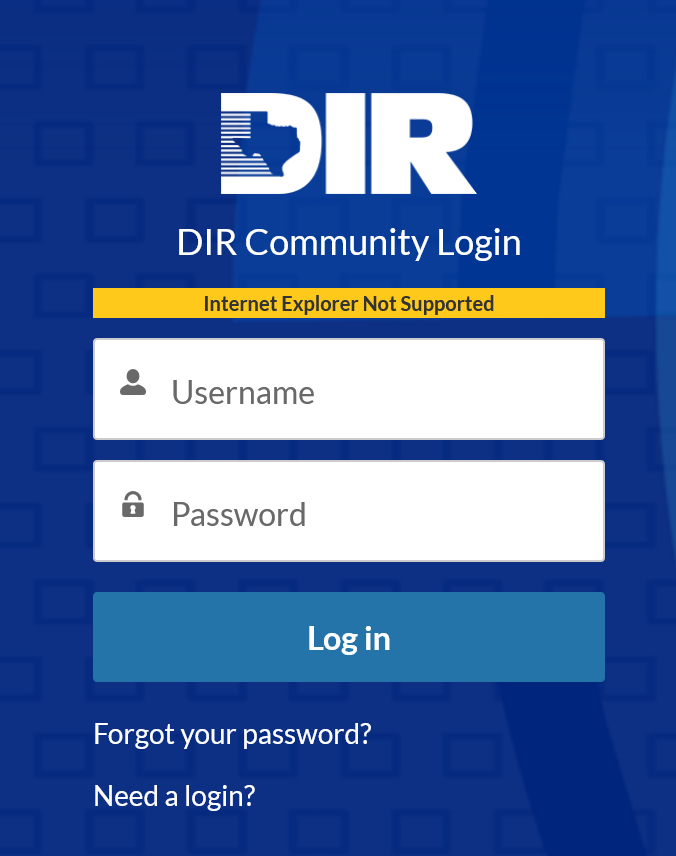 DIR
DIR Community Login
Internet Explorer Not Supported
Username
Password
Log in
Forgot your password?
Need a login?